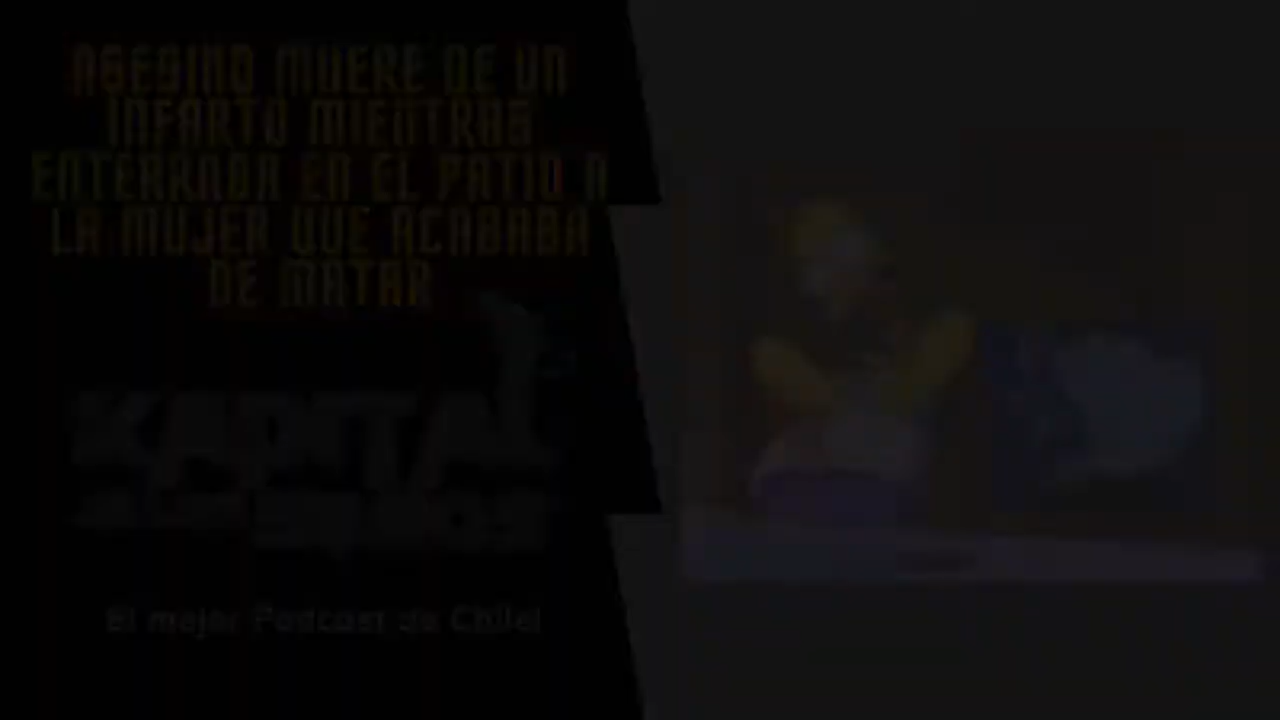 ASESINO MUERE DE UN
INFARTO MIENTRAS
ENTERRABA EN EL PATIO A
LA MUJER QUE ACABABA
DE MATAR
KAPITAL
El mejor Podcast de Chile!